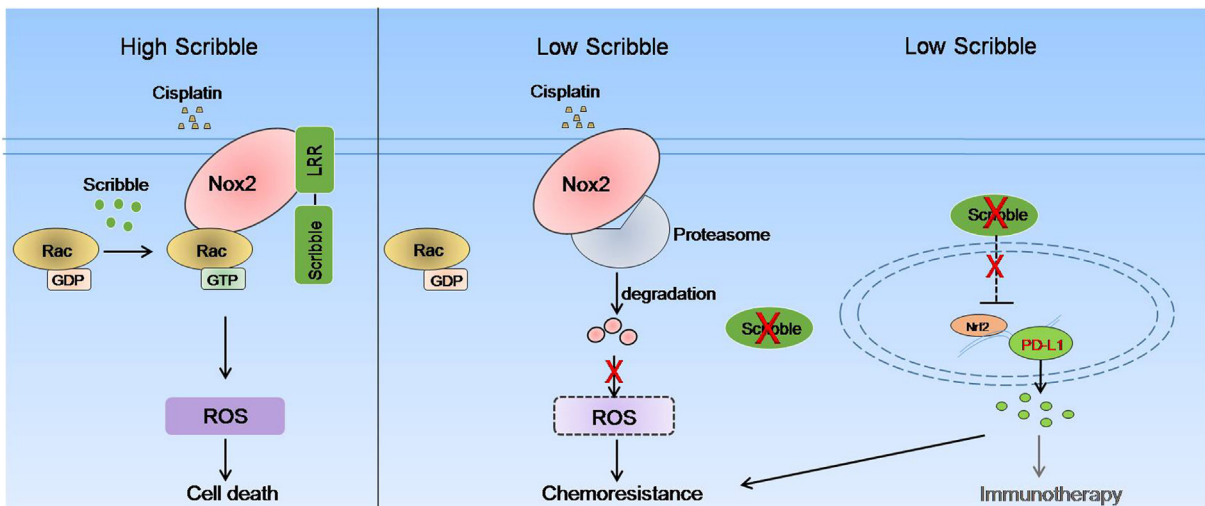 High Scribble
Cisplatin
LRR
Nox2
Scribble
Scribble
Rac
GDP
Rac
GTP
ROS
Cell death
Low Scribble
Cisplatin
Nox2
Proteasome
Rac
GDP
degradation
Scribble
ROS
Chemoresistance
Low Scribble
Scribble
Nrf2
PD-L1
Immunotherapy